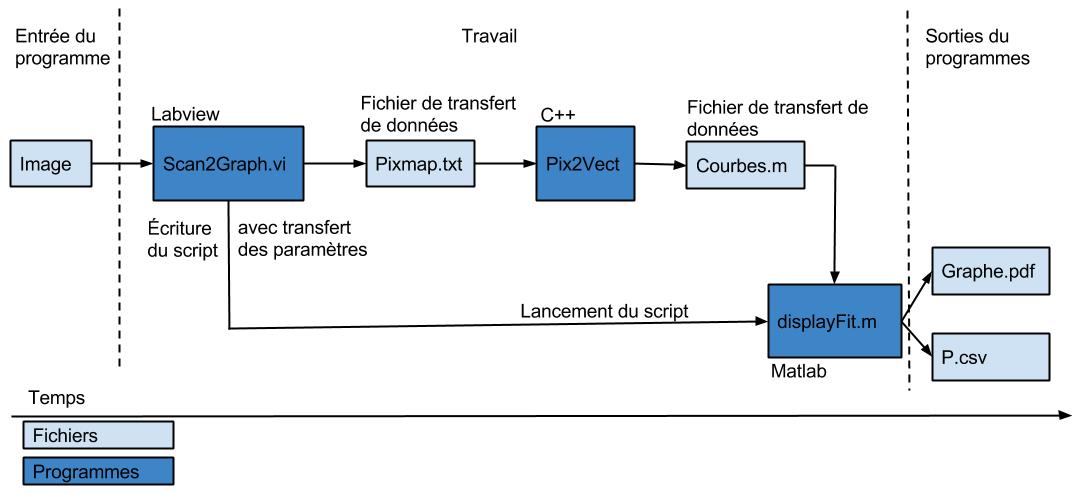 Entrée du
programme
Travail
Sorties du
programmes
Labview
Fichier de transfert
de données
C++
Fichier de transfert de
données
Image
Scan2Graph.vi
Pixmap.txt
Pix2Vect
Courbes.m
Écriture
du script
avec transfert
des paramètres
Graphe.pdf
Lancement du script
displayFit.m
P.csv
Matlab
Temps
Fichiers
Programmes